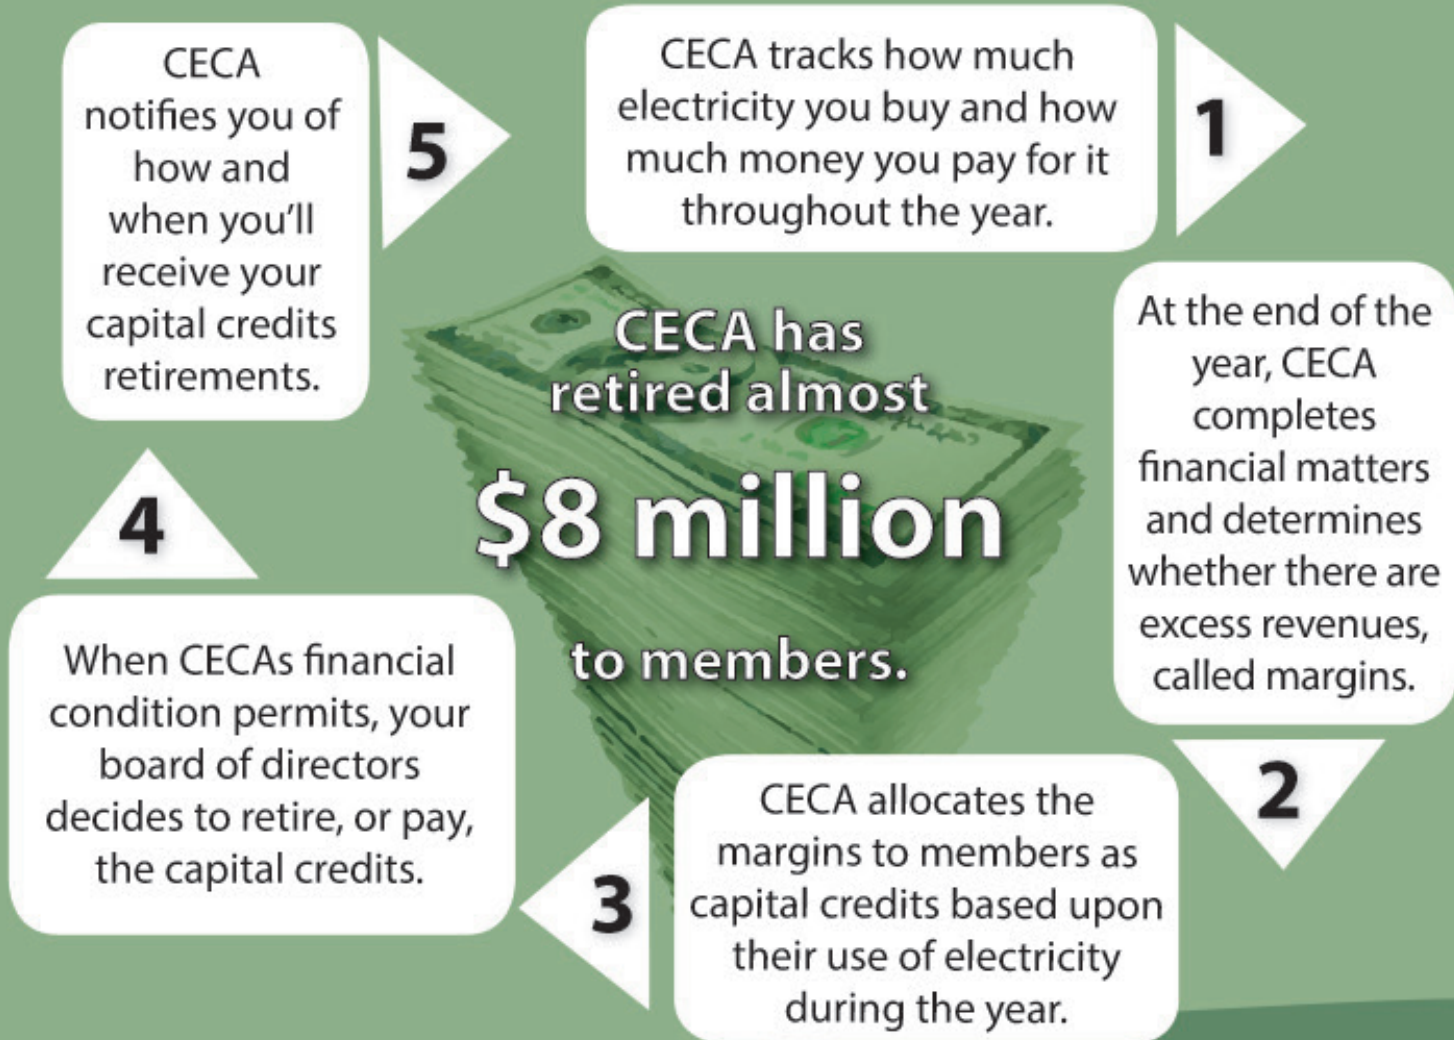 CECA tracks how much
electricity you buy and how
much money you pay for it
throughout the year.
1
At the end of the
year, CECA
completes
financial matters
and determines
whether there are
excess revenues,
called margins.
2
CECA allocates the
margins to members as
capital credits based upon
their use of electricity
during the year.
3
When CECAs financial
condition permits, your
board of directors
decides to retire, or pay,
the capital credits.
4
CECA
notifies you of
how and
when you’ll
receive your
capital credits
retirements.
5
CECA has
retired almost
$8 million
to members.